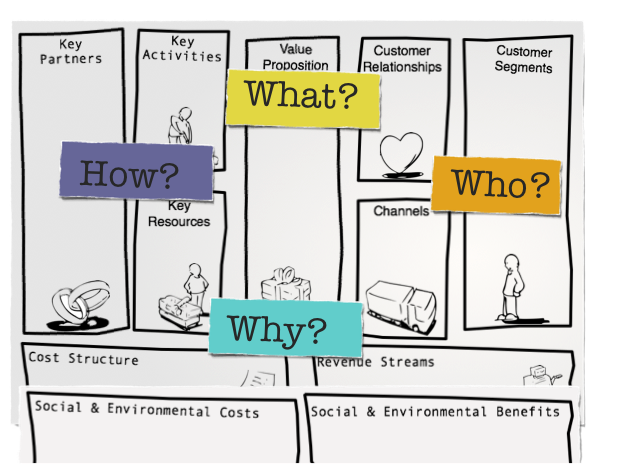 Key
Partners
Key
Activities
Value
Proposition
Customer
Relationships
Customer
Segments
What?
How?
Who?
Key
Resources
Channels
Why?
Cost Structure
Revenue Streams
Social & Environmental Costs
Social & Environmental Benefits